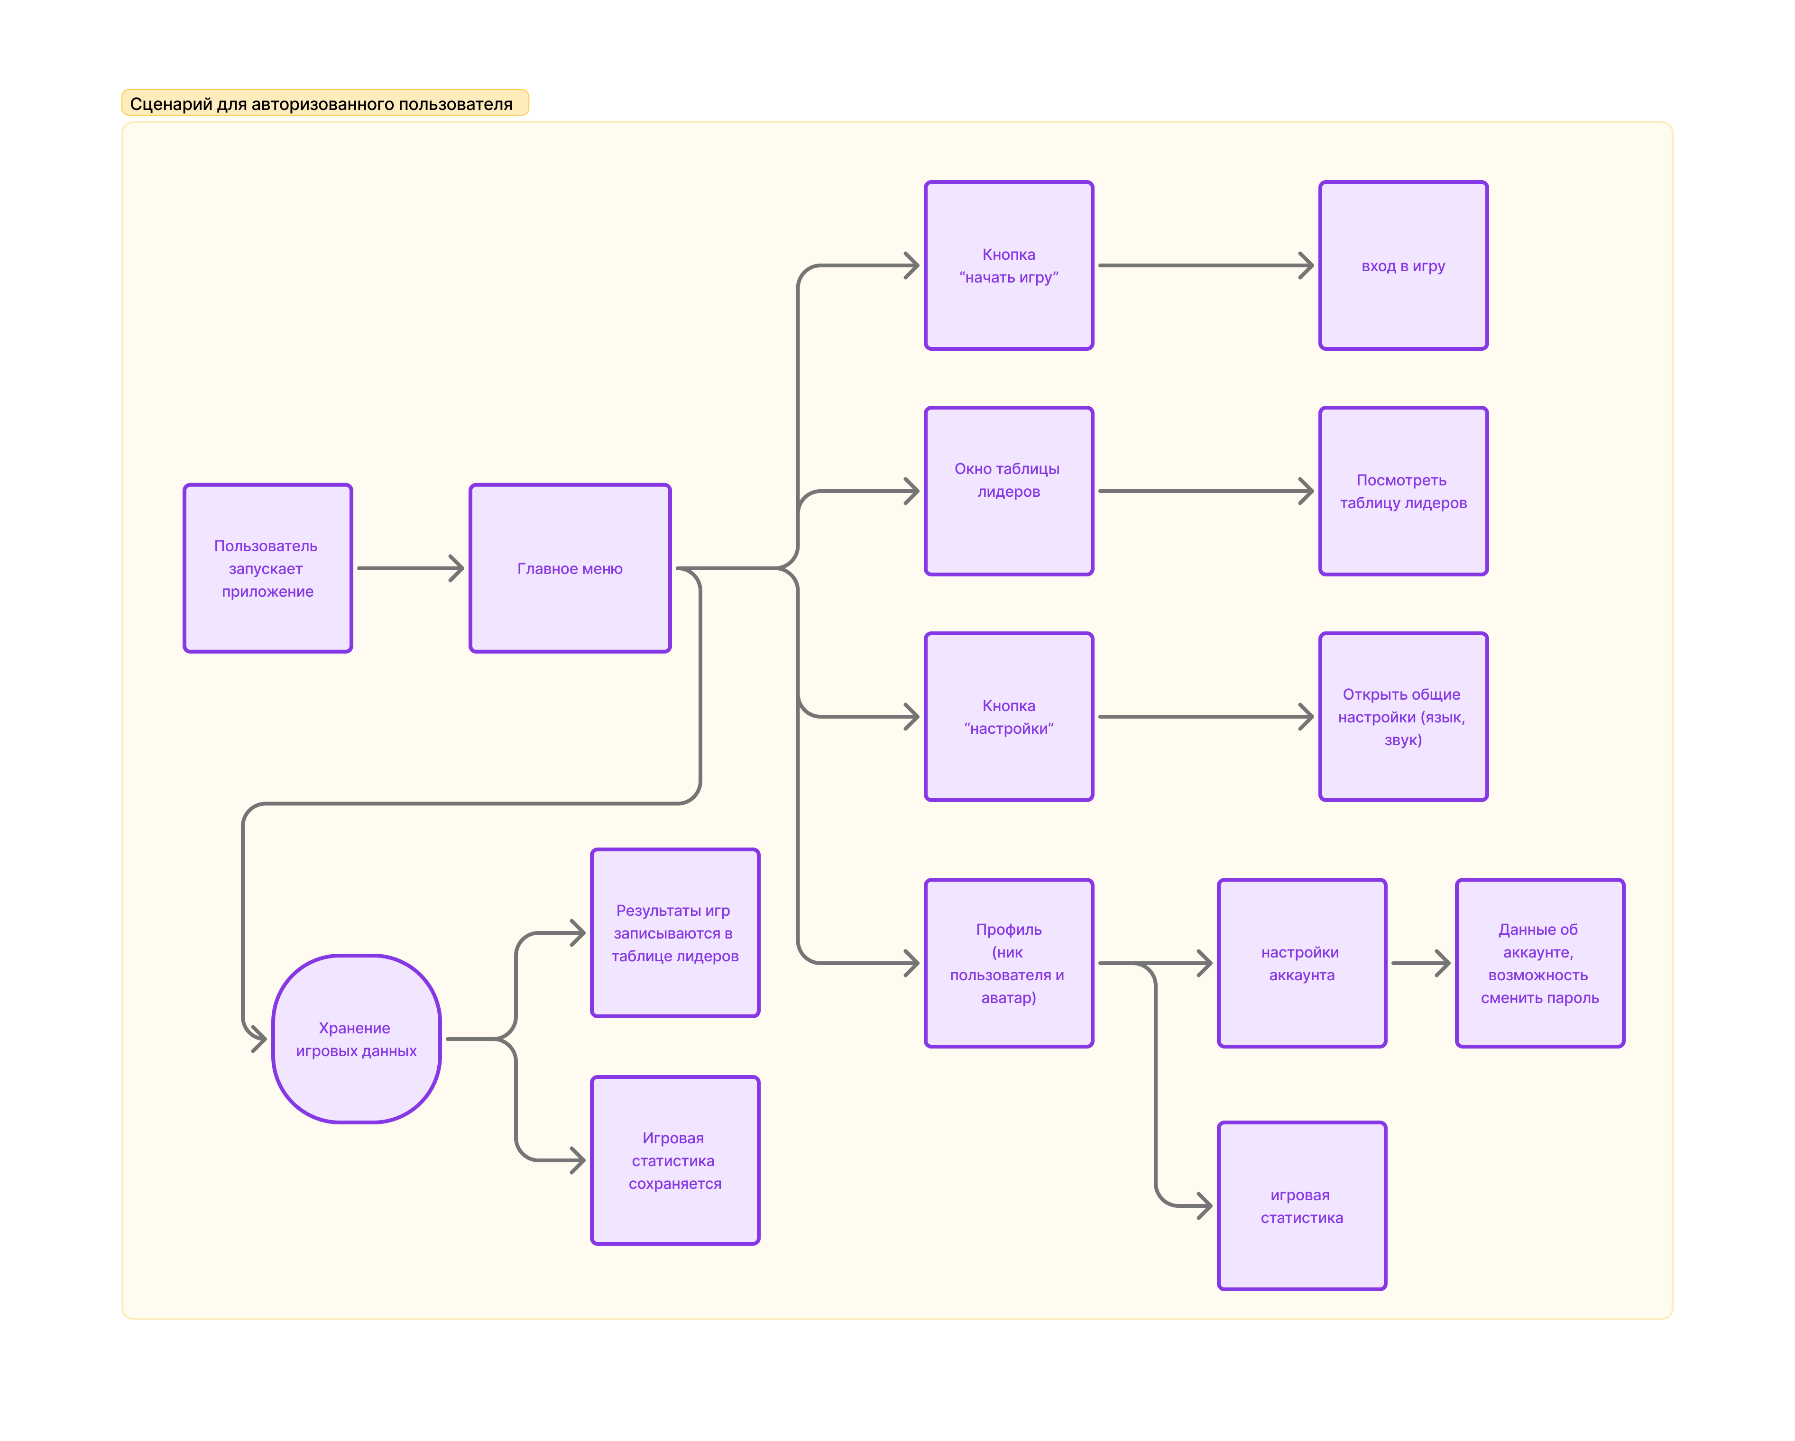 Сценарий для авторизованного пользователя
Кнопка
“начать игру”
вход в игру
Окно таблицы
лидеров
Посмотреть
таблицу лидеров
Пользователь
запускает
приложение
Главное меню
Кнопка
“настройки”
Открыть общие
настройки (язык,
звук)
Результаты игр
записываются в
таблице лидеров
Профиль
(ник
пользователя и
аватар)
настройки
аккаунта
Данные об
аккаунте,
возможность
сменить пароль
Хранение
игровых данных
Игровая
статистика
сохраняется
игровая
статистика